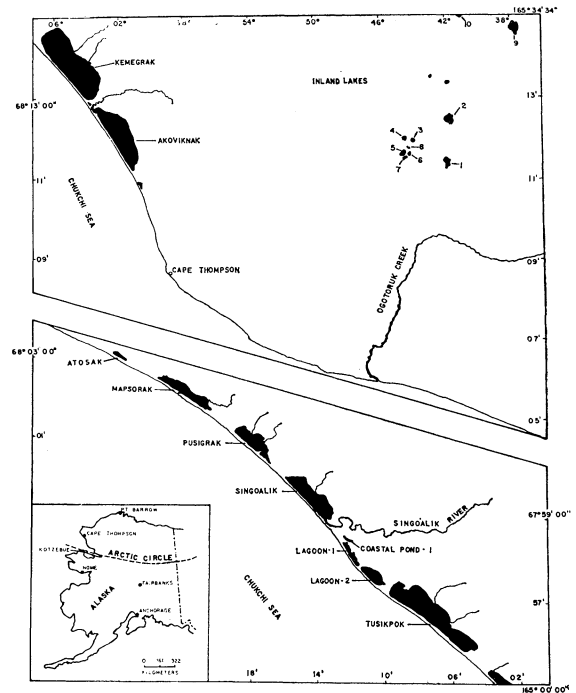 06'
02'
58'
54'
50'
46'
42'
38'
165°34'34"
10
9
KEMEGRAK
INLAND LAKES
13'
68°13'00"
2
4
3
AKOVIKNAK
8
5
6
7
1
11'
11'
CHUKCHI SEA
OGOTORUK CREEK
09'
09'
CAPE THOMPSON
07'
68°03'00"
ATOSAK
MAPSORAK
05'
01'
PUSIGRAK
SINGOALIK
67°59'00"
SINGOALIK RIVER
PT BARROW
CAPE THOMPSON
KOTZEBUE
ARCTIC CIRCLE
NOME
FAIRBANKS
ALASKA
ANCHORAGE
0 161 322
KILOMETERS
LAGOON-1
COASTAL POND-1
LAGOON-2
CHUKCHI SEA
57'
TUSIKPOK
18'
14'
10'
06'
02'
165°00'00"